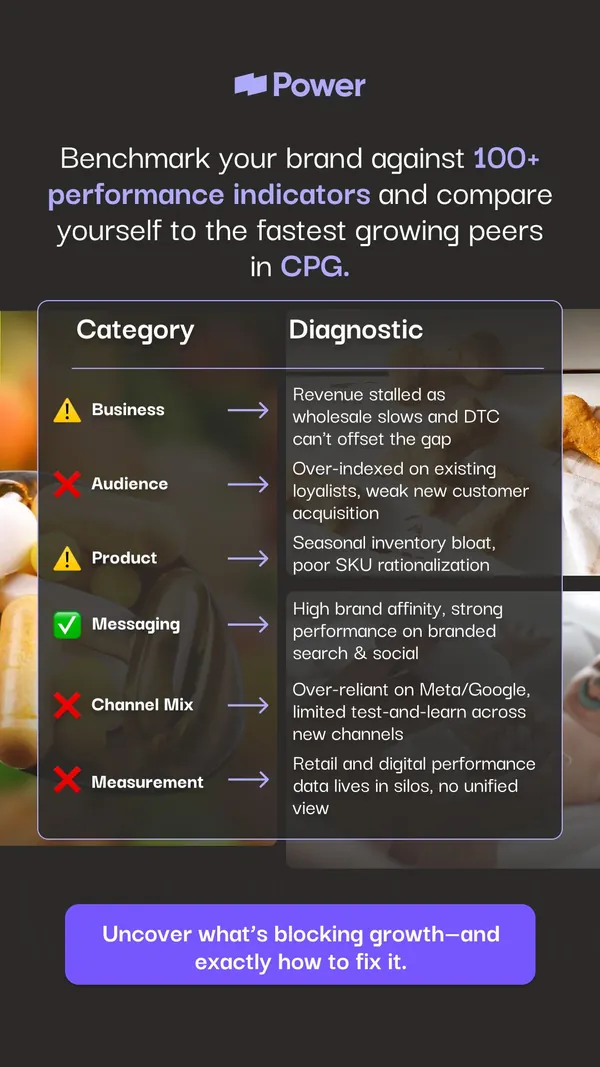 Power
Benchmark your brand against 100+
performance indicators and compare
yourself to the fastest growing peers
in CPG.
Category Diagnostic
Business
Revenue stalled as
wholesale slows and DTC
can't offset the gap
Audience
Over-indexed on existing
loyalists, weak new customer
acquisition
Product
Seasonal inventory bloat,
poor SKU rationalization
Messaging
High brand affinity, strong
performance on branded
search & social
Channel Mix
Over-reliant on Meta/Google,
limited test-and-learn across
new channels
Measurement
Retail and digital performance
data lives in silos, no unified
view
Uncover what's blocking growth—and
exactly how to fix it.